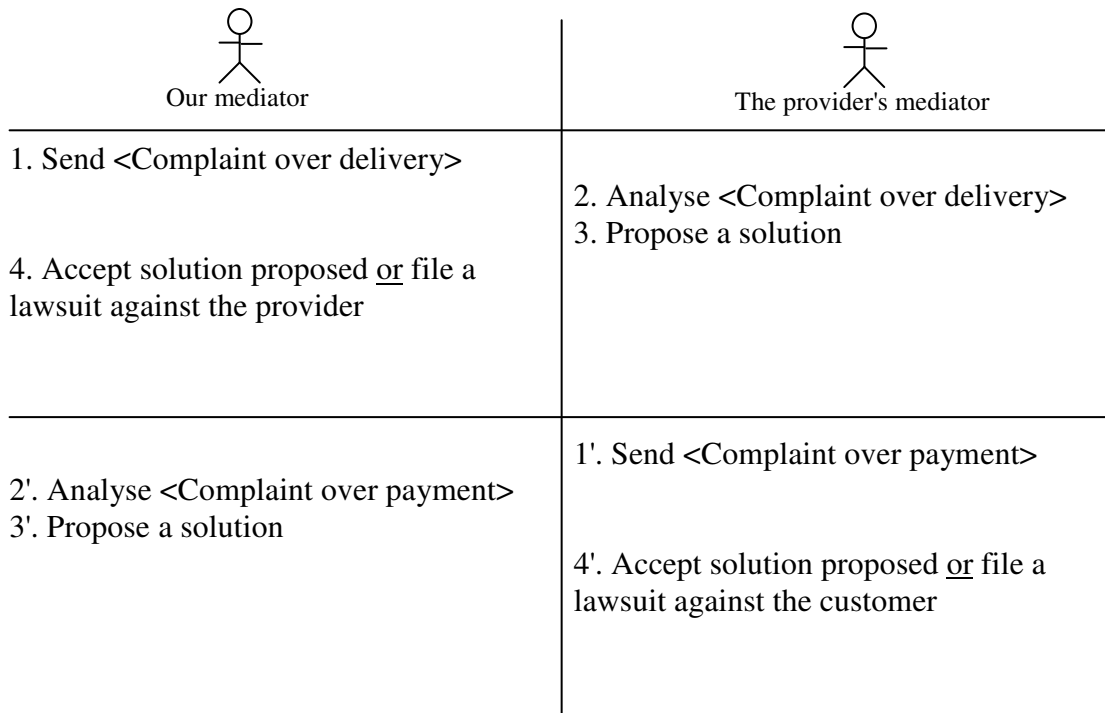 Our mediator
The provider's mediator
1. Send <Complaint over delivery>
2. Analyse <Complaint over delivery>
3. Propose a solution
4. Accept solution proposed or file a
lawsuit against the provider
1'. Send <Complaint over payment>
2'. Analyse <Complaint over payment>
3'. Propose a solution
4'. Accept solution proposed or file a
lawsuit against the customer